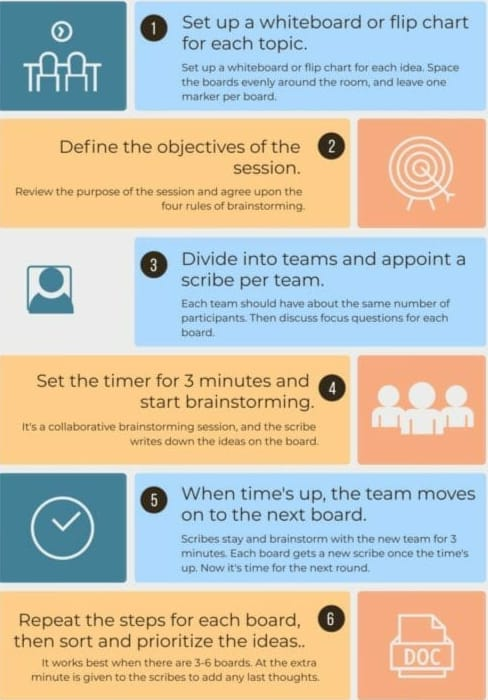 1
Set up a whiteboard or flip chart
for each topic.
Set up a whiteboard or flip chart for each idea. Space
the boards evenly around the room, and leave one
marker per board.
Define the objectives of the
session.
2
Review the purpose of the session and agree upon the
four rules of brainstorming.
3
Divide into teams and appoint a
scribe per team.
Each team should have about the same number of
participants. Then discuss focus questions for each
board.
Set the timer for 3 minutes and
start brainstorming.
4
It's a collaborative brainstorming session, and the scribe
writes down the ideas on the board.
5
When time's up, the team moves
on to the next board.
Scribes stay and brainstorm with the new team for 3
minutes. Each board gets a new scribe once the time's
up. Now it's time for the next round.
Repeat the steps for each board,
then sort and prioritize the ideas..
6
It works best when there are 3-6 boards. At the extra
minute is given to the scribes to add any last thoughts.
DOC